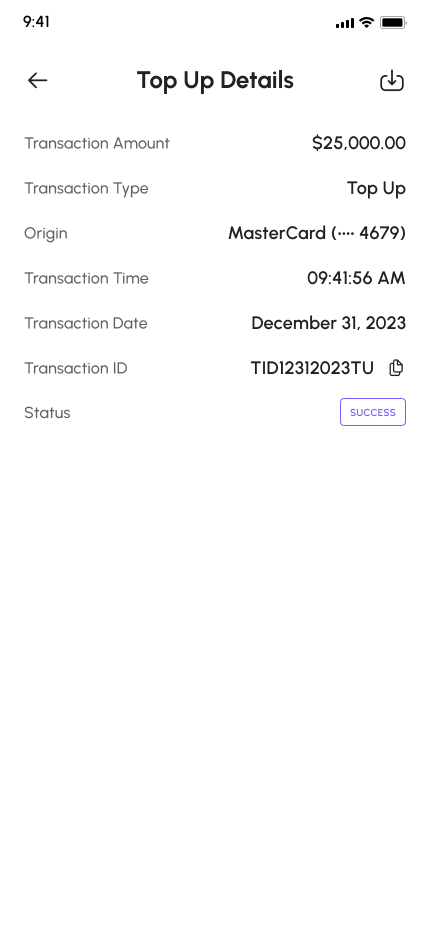 9:41
Top Up Details
Transaction Amount $25,000.00
Transaction Type Top Up
Origin MasterCard (•••• 4679)
Transaction Time 09:41:56 AM
Transaction Date December 31, 2023
Transaction ID TID12312023TU
Status SUCCESS